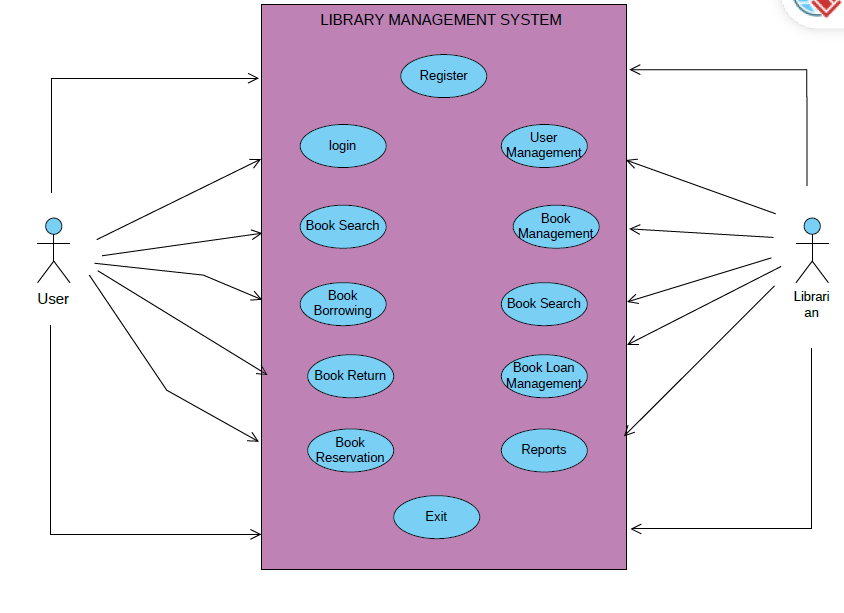 LIBRARY MANAGEMENT SYSTEM
Register
login
User
Management
Book Search
Book
Management
Book
Borrowing
Book Search
Book Return
Book Loan
Management
Book
Reservation
Reports
Exit
User
Librari
an